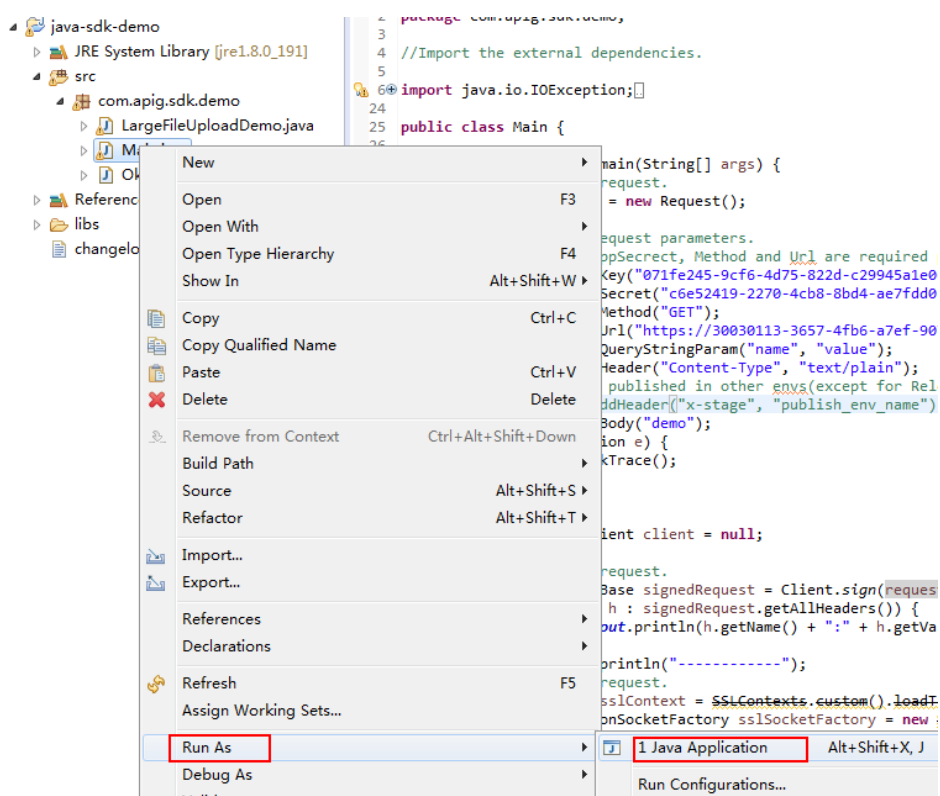 java-sdk-demo
JRE System Library [jre1.8.0_191]
src
com.apig.sdk.demo
LargeFileUploadDemo.java
libs
New
Open F3
Open With
Open Type Hierarchy F4
Show In Alt+Shift+W
Copy Ctrl+C
Copy Qualified Name
Paste Ctrl+V
Delete Delete
Remove from Context Ctrl+Alt+Shift+Down
Build Path
Source Alt+Shift+S
Refactor Alt+Shift+T
Import...
Export...
References
Declarations
Refresh F5
Assign Working Sets...
Run As
Debug As
1 Java Application Alt+Shift+X, J
Run Configurations...
2 package com.apig.sdk.demo;
3
4 //Import the external dependencies.
5
6 import java.io.IOException;
24
25 public class Main {
26
main(String[] args) {
request.
= new Request();
equest parameters.
ppSecrect, Method and Url are required
Key("071fe245-9cf6-4d75-822d-c29945a1e0
Secret("c6e52419-2270-4cb8-8bd4-ae7fdd0
Method("GET");
Url("https://30030113-3657-4fb6-a7ef-90
QueryStringParam("name", "value");
Header("Content-Type", "text/plain");
published in other envs(except for Rel
ddHeader("x-stage", "publish_env_name")
Body("demo");
ion e) {
kTrace();
ient client = null;
request.
Base signedRequest = Client.sign(reques
h : signedRequest.getAllHeaders()) {
out.println(h.getName() + ":" + h.getVa
println("------------");
request.
sslContext = SSLContexts.custom().loadT
onSocketFactory sslSocketFactory = new